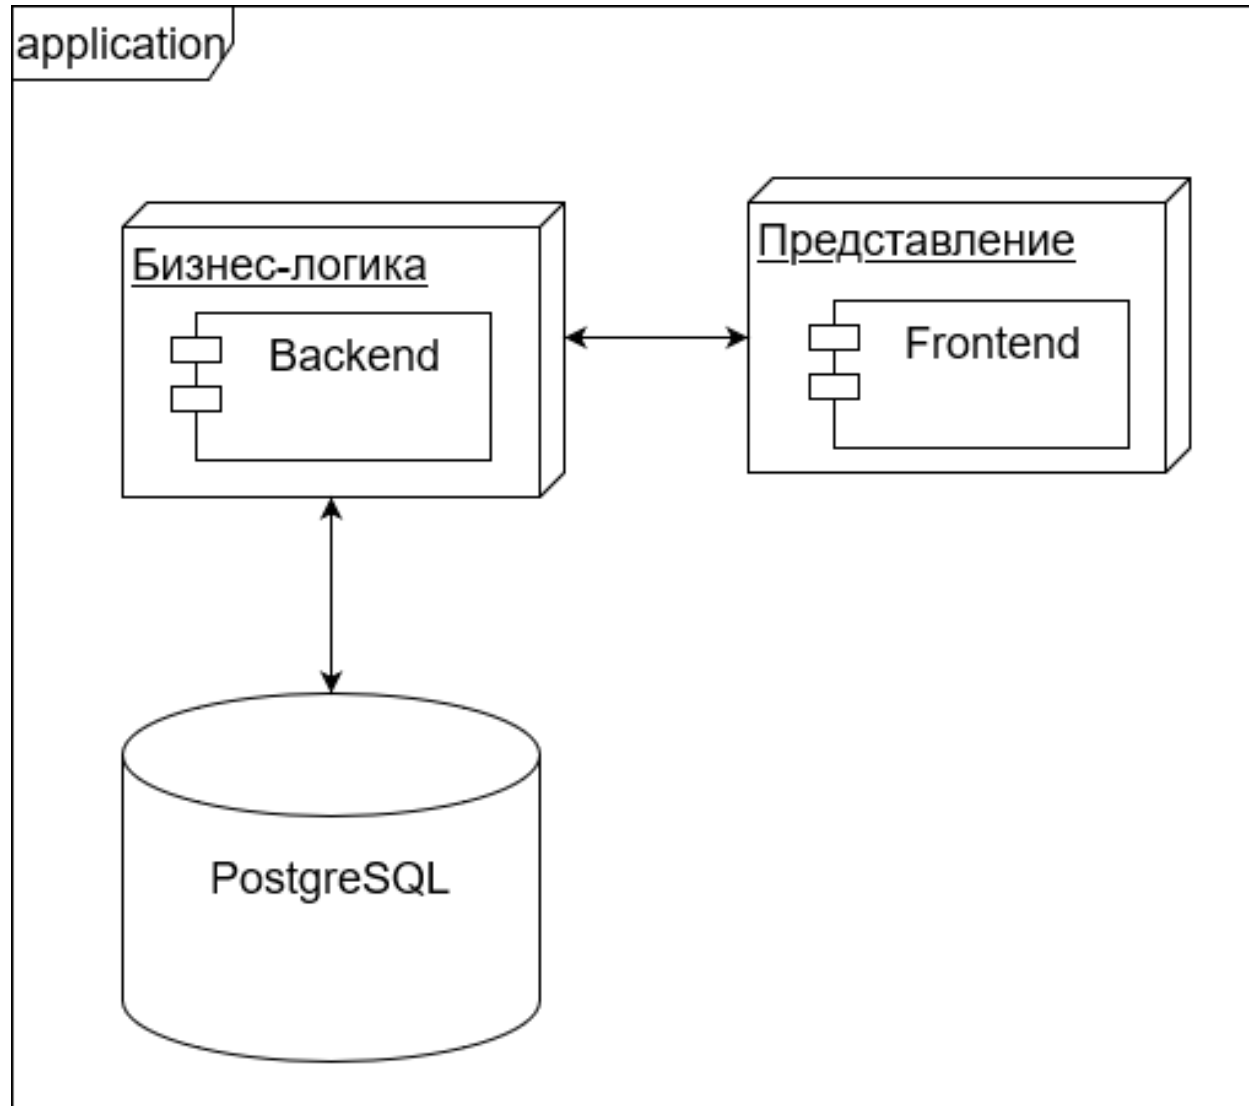 application
Бизнес-логика
Backend
Представление
Frontend
PostgreSQL